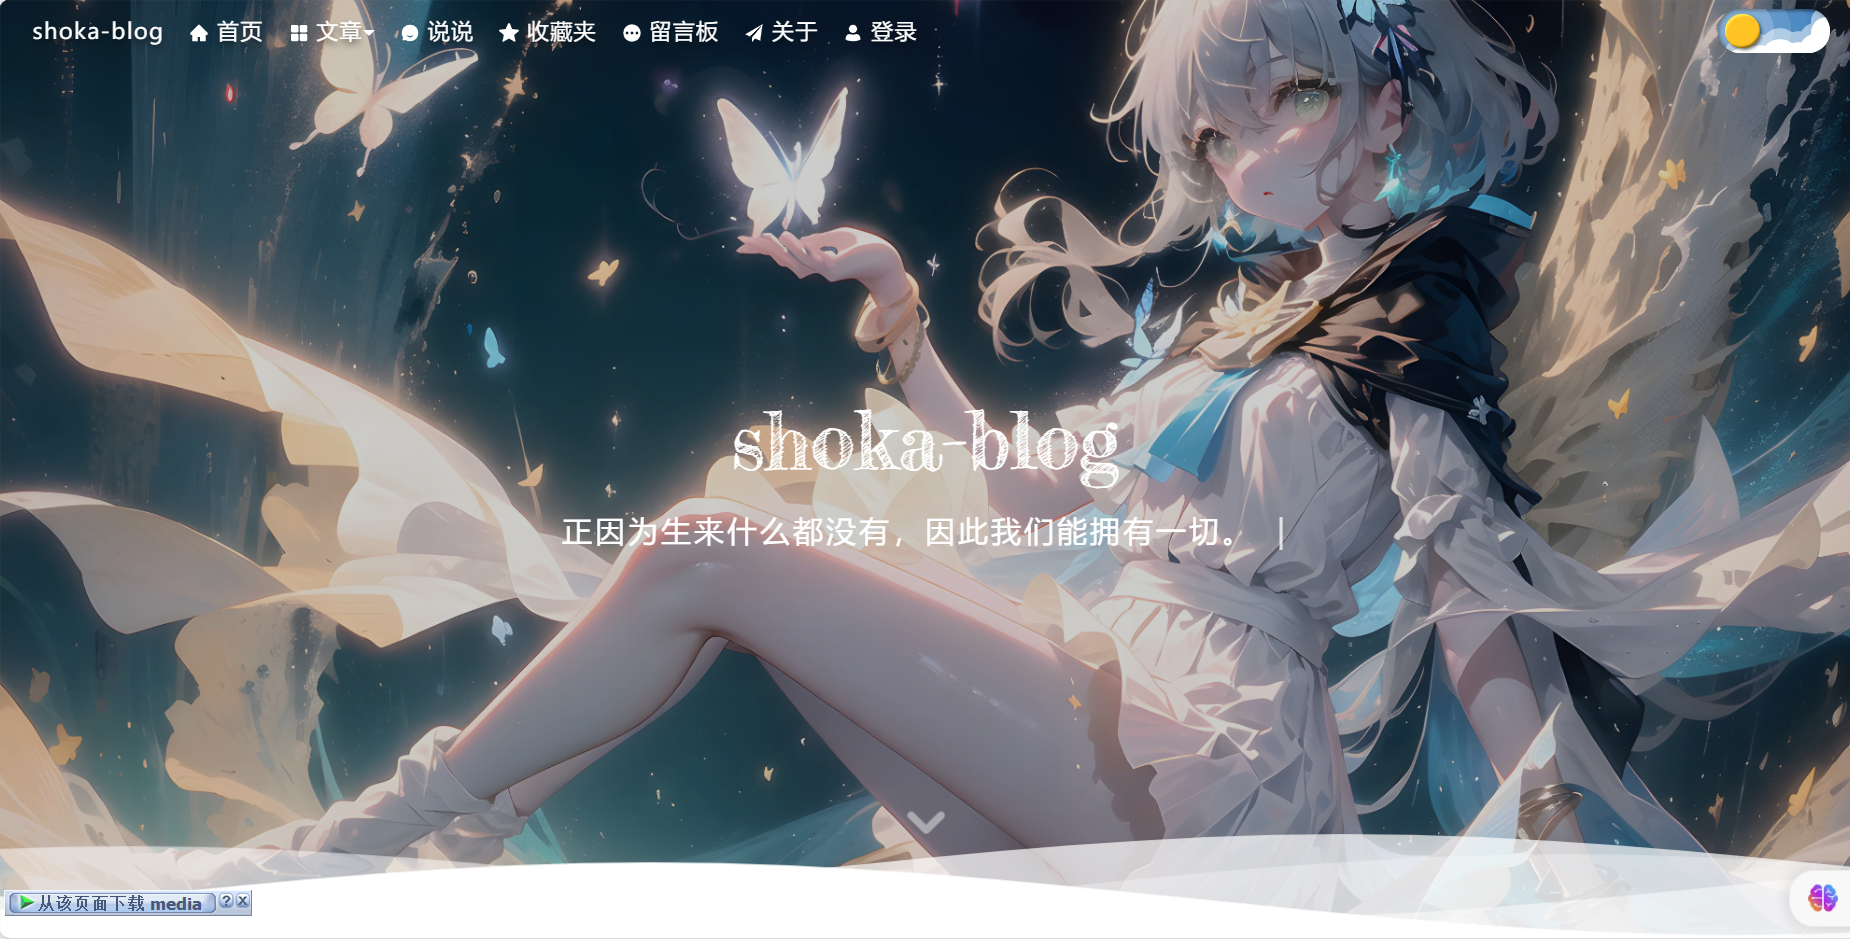 shoka-blog 首页 文章 说说 收藏夹 留言板 关于 登录
shoka-blog
正因为生来什么都没有，因此我们能拥有一切。 |
从该页面下载 media ? X